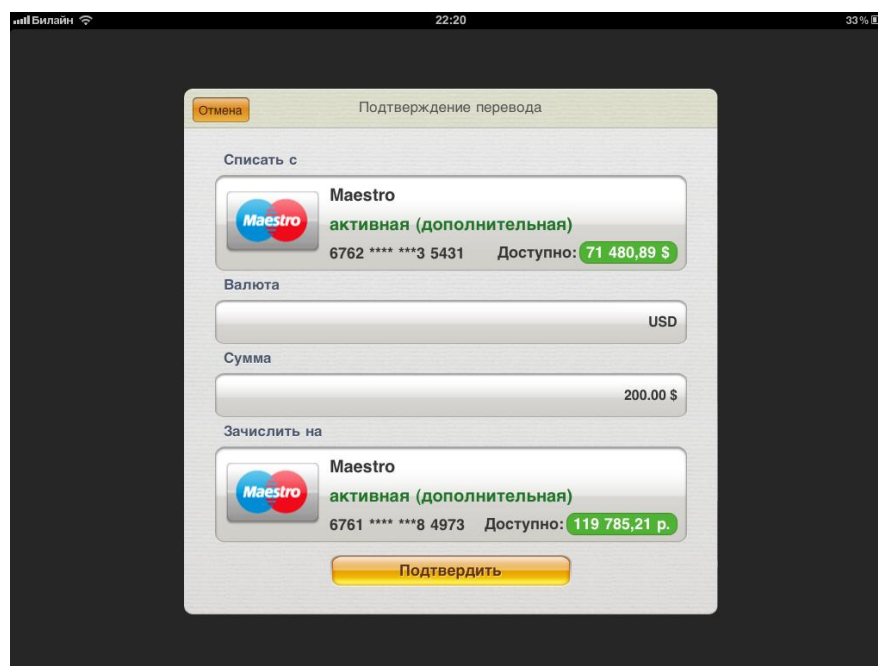 Билайн 22:20 33%
Отмена Подтверждение перевода
Списать с
Maestro
Maestro
активная (дополнительная)
6762 **** ***3 5431 Доступно: 71 480,89 $
Валюта
USD
Сумма
200.00 $
Зачислить на
Maestro
Maestro
активная (дополнительная)
6761 **** ***8 4973 Доступно: 119 785,21 р.
Подтвердить